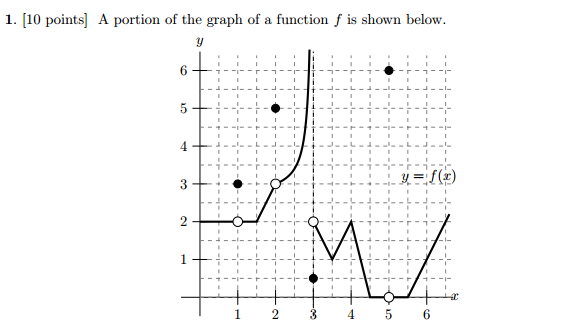 1. [10 points] A portion of the graph of a function f is shown below.
y
6
5
4
3
y = f(x)
2
1
x
1 2 3 4 5 6